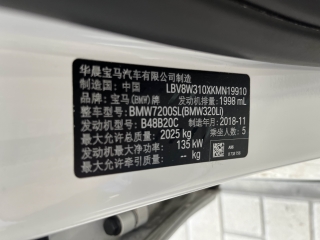 华晨宝马汽车有限公司制造
制造国: 中国 LBV8W310XKMN19910
品牌: 宝马(BMW)牌 发动机排量: 1998 mL
整车型号: BMW7200SL(BMW320Li)
发动机型号: B48B20C 制造年月: 2018-11
最大允许总质量: 2025 kg 乘坐人数: 5
发动机最大净功率: 135 kW
最大允许牵引质量: -- kg